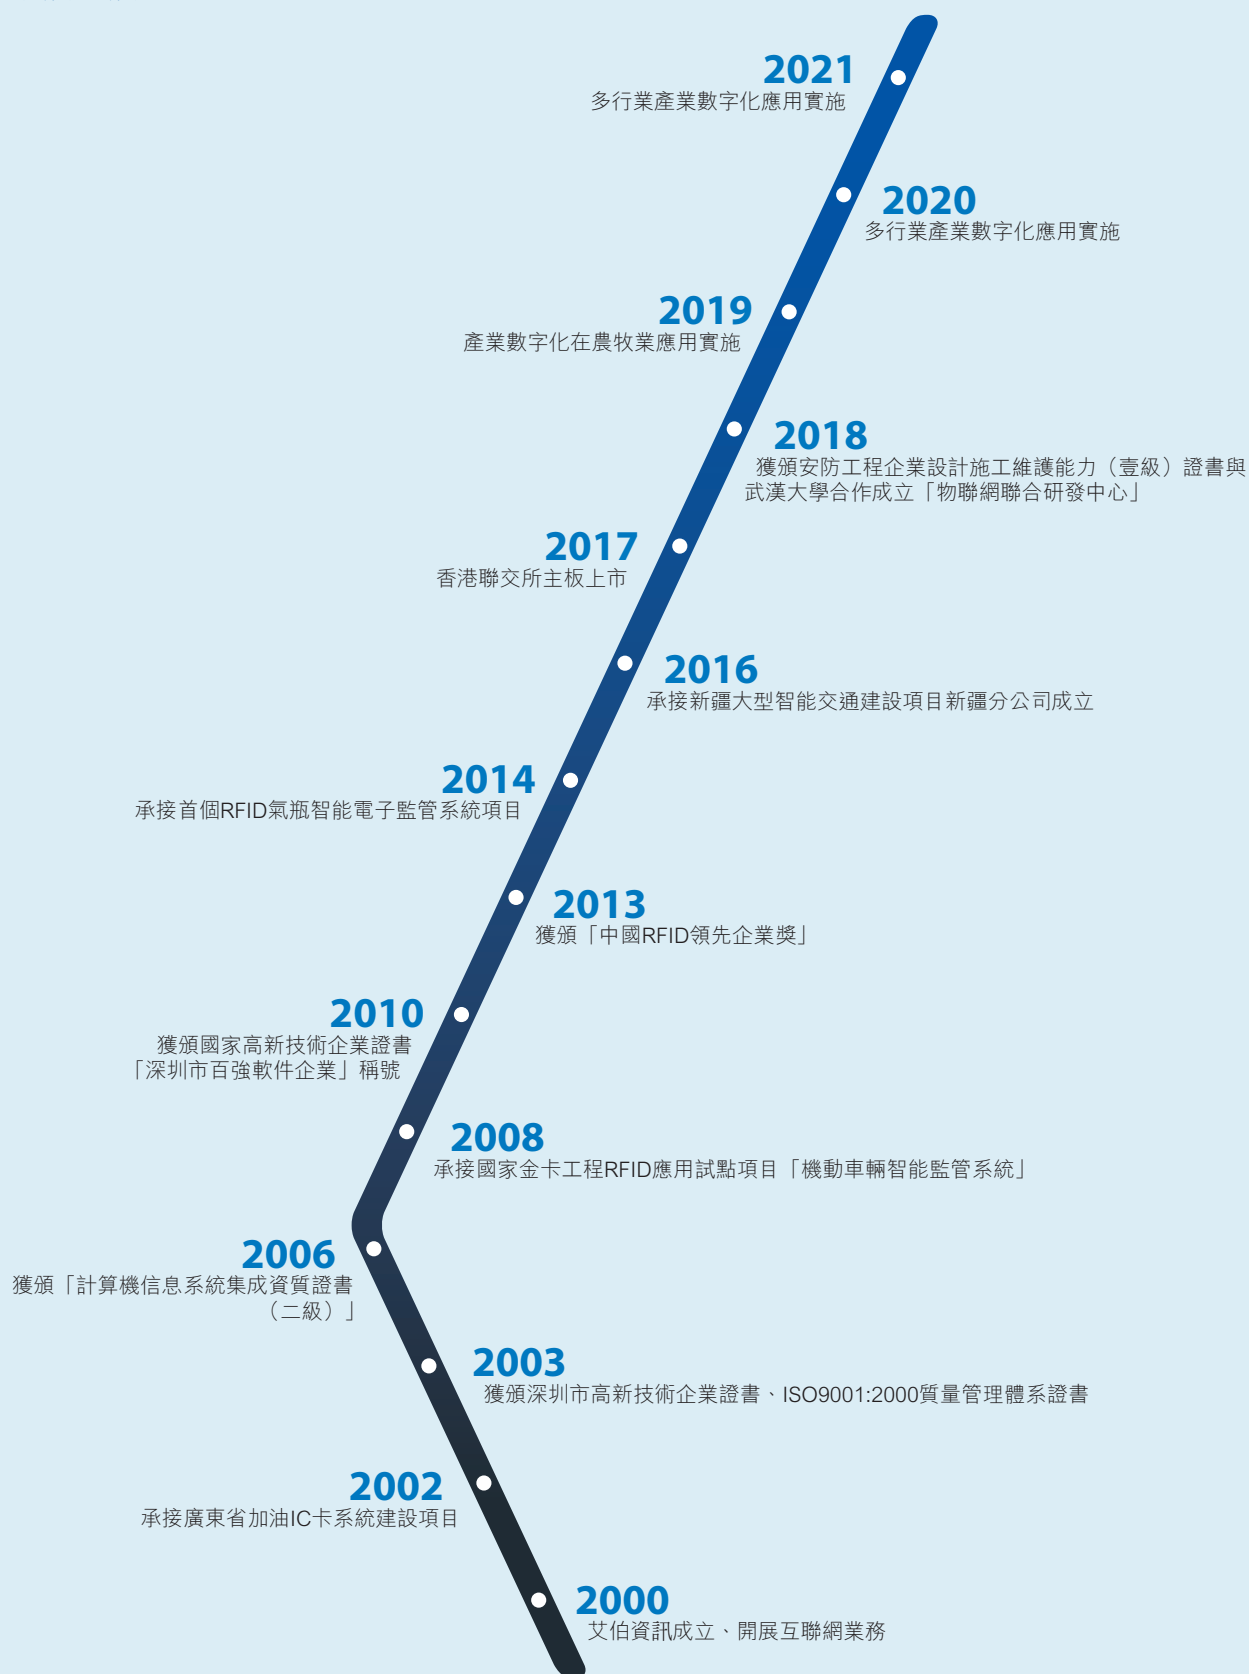 2021
多行業產業數字化應用實施
2020
多行業產業數字化應用實施
2019
產業數字化在農牧業應用實施
2018
獲頒安防工程企業設計施工維護能力（壹級）證書與
武漢大學合作成立「物聯網聯合研發中心」
2017
香港聯交所主板上市
2016
承接新疆大型智能交通建設項目新疆分公司成立
2014
承接首個RFID氣瓶智能電子監管系統項目
2013
獲頒「中國RFID領先企業獎」
2010
獲頒國家高新技術企業證書
「深圳市百強軟件企業」稱號
2008
承接國家金卡工程RFID應用試點項目「機動車輛智能監管系統」
2006
獲頒「計算機信息系統集成資質證書
（二級）」
2003
獲頒深圳市高新技術企業證書、ISO9001:2000質量管理體系證書
2002
承接廣東省加油IC卡系統建設項目
2000
艾伯資訊成立、開展互聯網業務